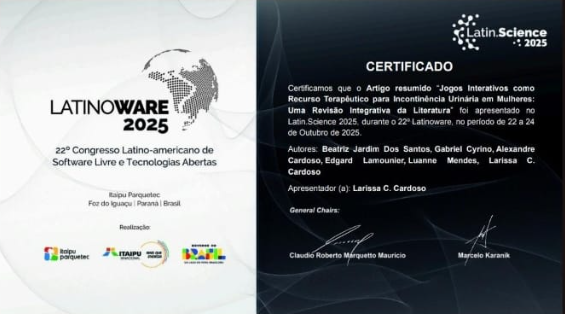 LATINOWARE
2025
22º Congresso Latino-americano de
Software Livre e Tecnologias Abertas
Itaipu Parquetec
Foz do Iguaçu | Paraná | Brasil
Realização:
itaipu
parquetec
ITAIPU
BINACIONAL
BRASIL
Latin.Science
2025
CERTIFICADO
Certificamos que o Artigo resumido "Jogos Interativos como
Recurso Terapêutico para Incontinência Urinária em Mulheres:
Uma Revisão Integrativa da Literatura" foi apresentado no
Latin.Science 2025, durante o 22ª Latinoware, no período de 22 a 24
de Outubro de 2025.
Autores: Beatriz Jardim Dos Santos, Gabriel Cyrino, Alexandre
Cardoso, Edgard Lamounier, Luanne Mendes, Larissa C.
Cardoso
Apresentador (a): Larissa C. Cardoso
General Chairs:
Claudio Roberto Marquetto Mauricio
Marcelo Karanik